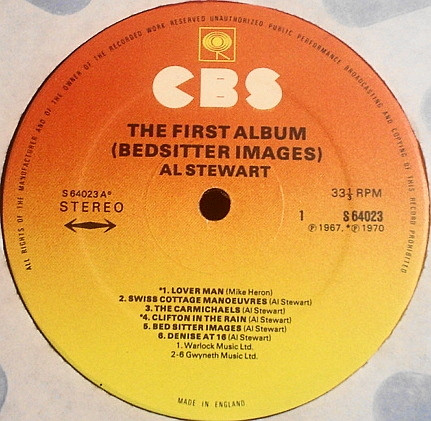 ALL RIGHTS OF THE MANUFACTURER AND OF THE OWNER OF THE RECORDED WORK RESERVED UNAUTHORIZED PUBLIC PERFORMANCE BROADCASTING AND COPYING OF THIS RECORD PROHIBITED
CBS
THE FIRST ALBUM
(BEDSITTER IMAGES)
AL STEWART
S 64023 A°
STEREO
33⅓ RPM
1 S 64023
Ⓟ 1967, *Ⓟ 1970
*1. LOVER MAN (Mike Heron)
2. SWISS COTTAGE MANOEUVRES (Al Stewart)
3. THE CARMICHAELS (Al Stewart)
*4. CLIFTON IN THE RAIN (Al Stewart)
5. BED SITTER IMAGES (Al Stewart)
6. DENISE AT 16 (Al Stewart)
1. Warlock Music Ltd.
2-6 Gwyneth Music Ltd.
MADE IN ENGLAND